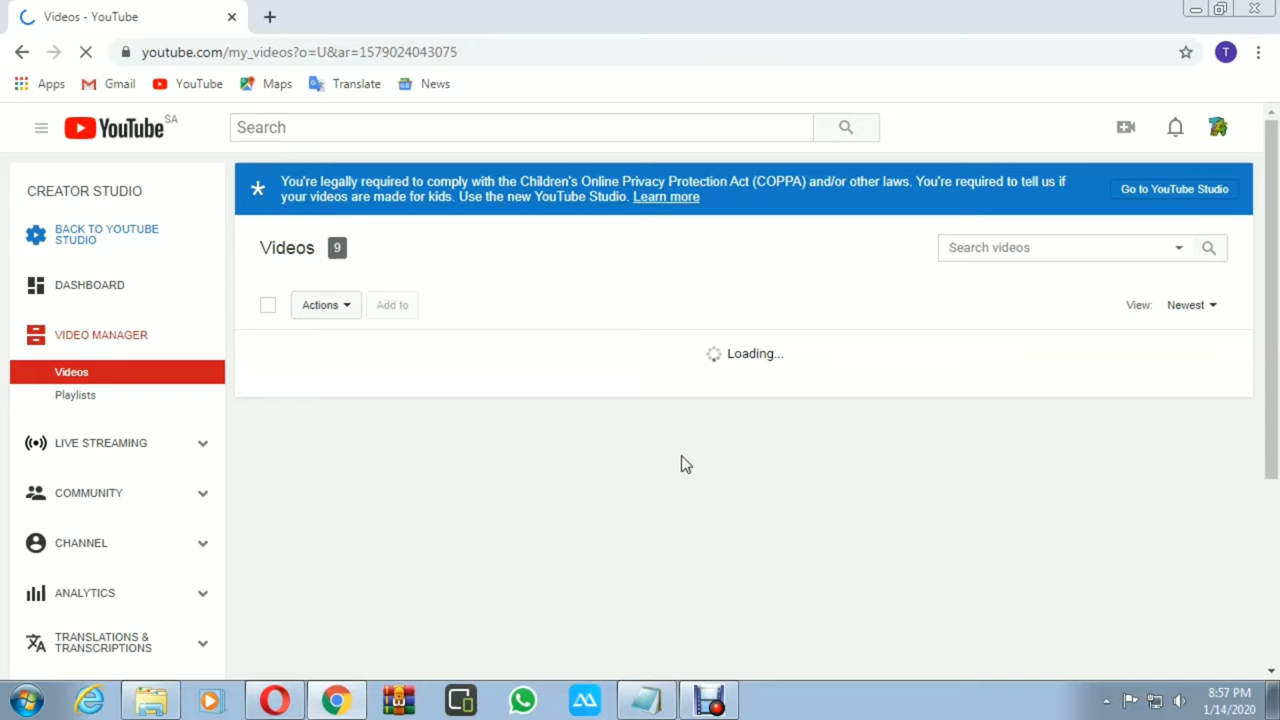 Videos - YouTube
youtube.com/my_videos?o=U&ar=1579024043075
T
Apps Gmail YouTube Maps Translate News
YouTube SA
Search
CREATOR STUDIO
BACK TO YOUTUBE
STUDIO
DASHBOARD
VIDEO MANAGER
Videos
Playlists
LIVE STREAMING
COMMUNITY
CHANNEL
ANALYTICS
TRANSLATIONS &
TRANSCRIPTIONS
You're legally required to comply with the Children's Online Privacy Protection Act (COPPA) and/or other laws. You're required to tell us if
your videos are made for kids. Use the new YouTube Studio. Learn more
Go to YouTube Studio
Videos 9
Search videos
Actions Add to
View: Newest
Loading...
8:57 PM
1/14/2020